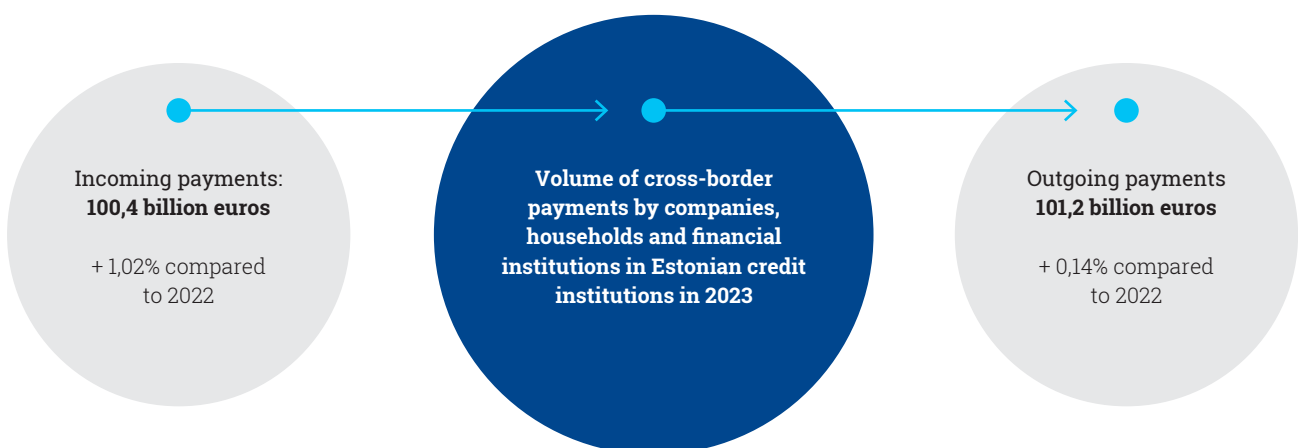 Incoming payments:
100,4 billion euros
+ 1,02% compared
to 2022
Volume of cross-border
payments by companies,
households and financial
institutions in Estonian credit
institutions in 2023
Outgoing payments
101,2 billion euros
+ 0,14% compared
to 2022